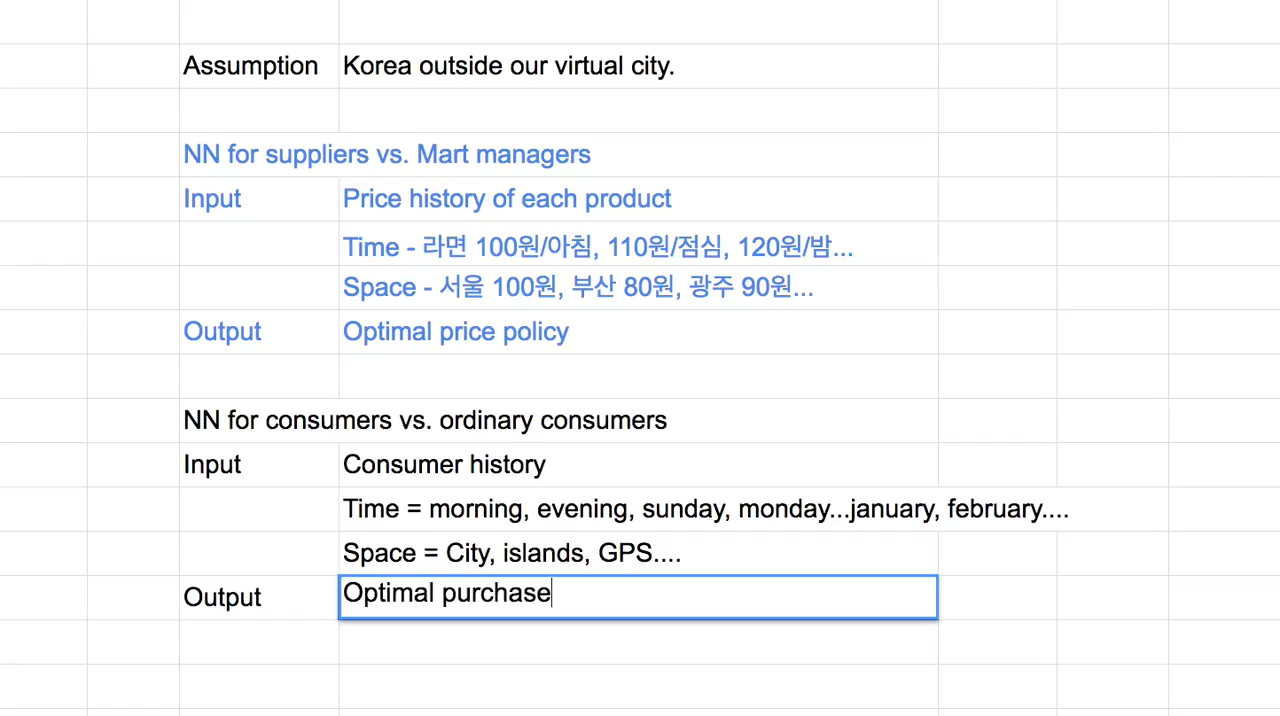 Assumption Korea outside our virtual city.
NN for suppliers vs. Mart managers
Input Price history of each product
Time - 라면 100원/아침, 110원/점심, 120원/밤...
Space - 서울 100원, 부산 80원, 광주 90원...
Output Optimal price policy
NN for consumers vs. ordinary consumers
Input Consumer history
Time = morning, evening, sunday, monday...january, february....
Space = City, islands, GPS....
Output Optimal purchase